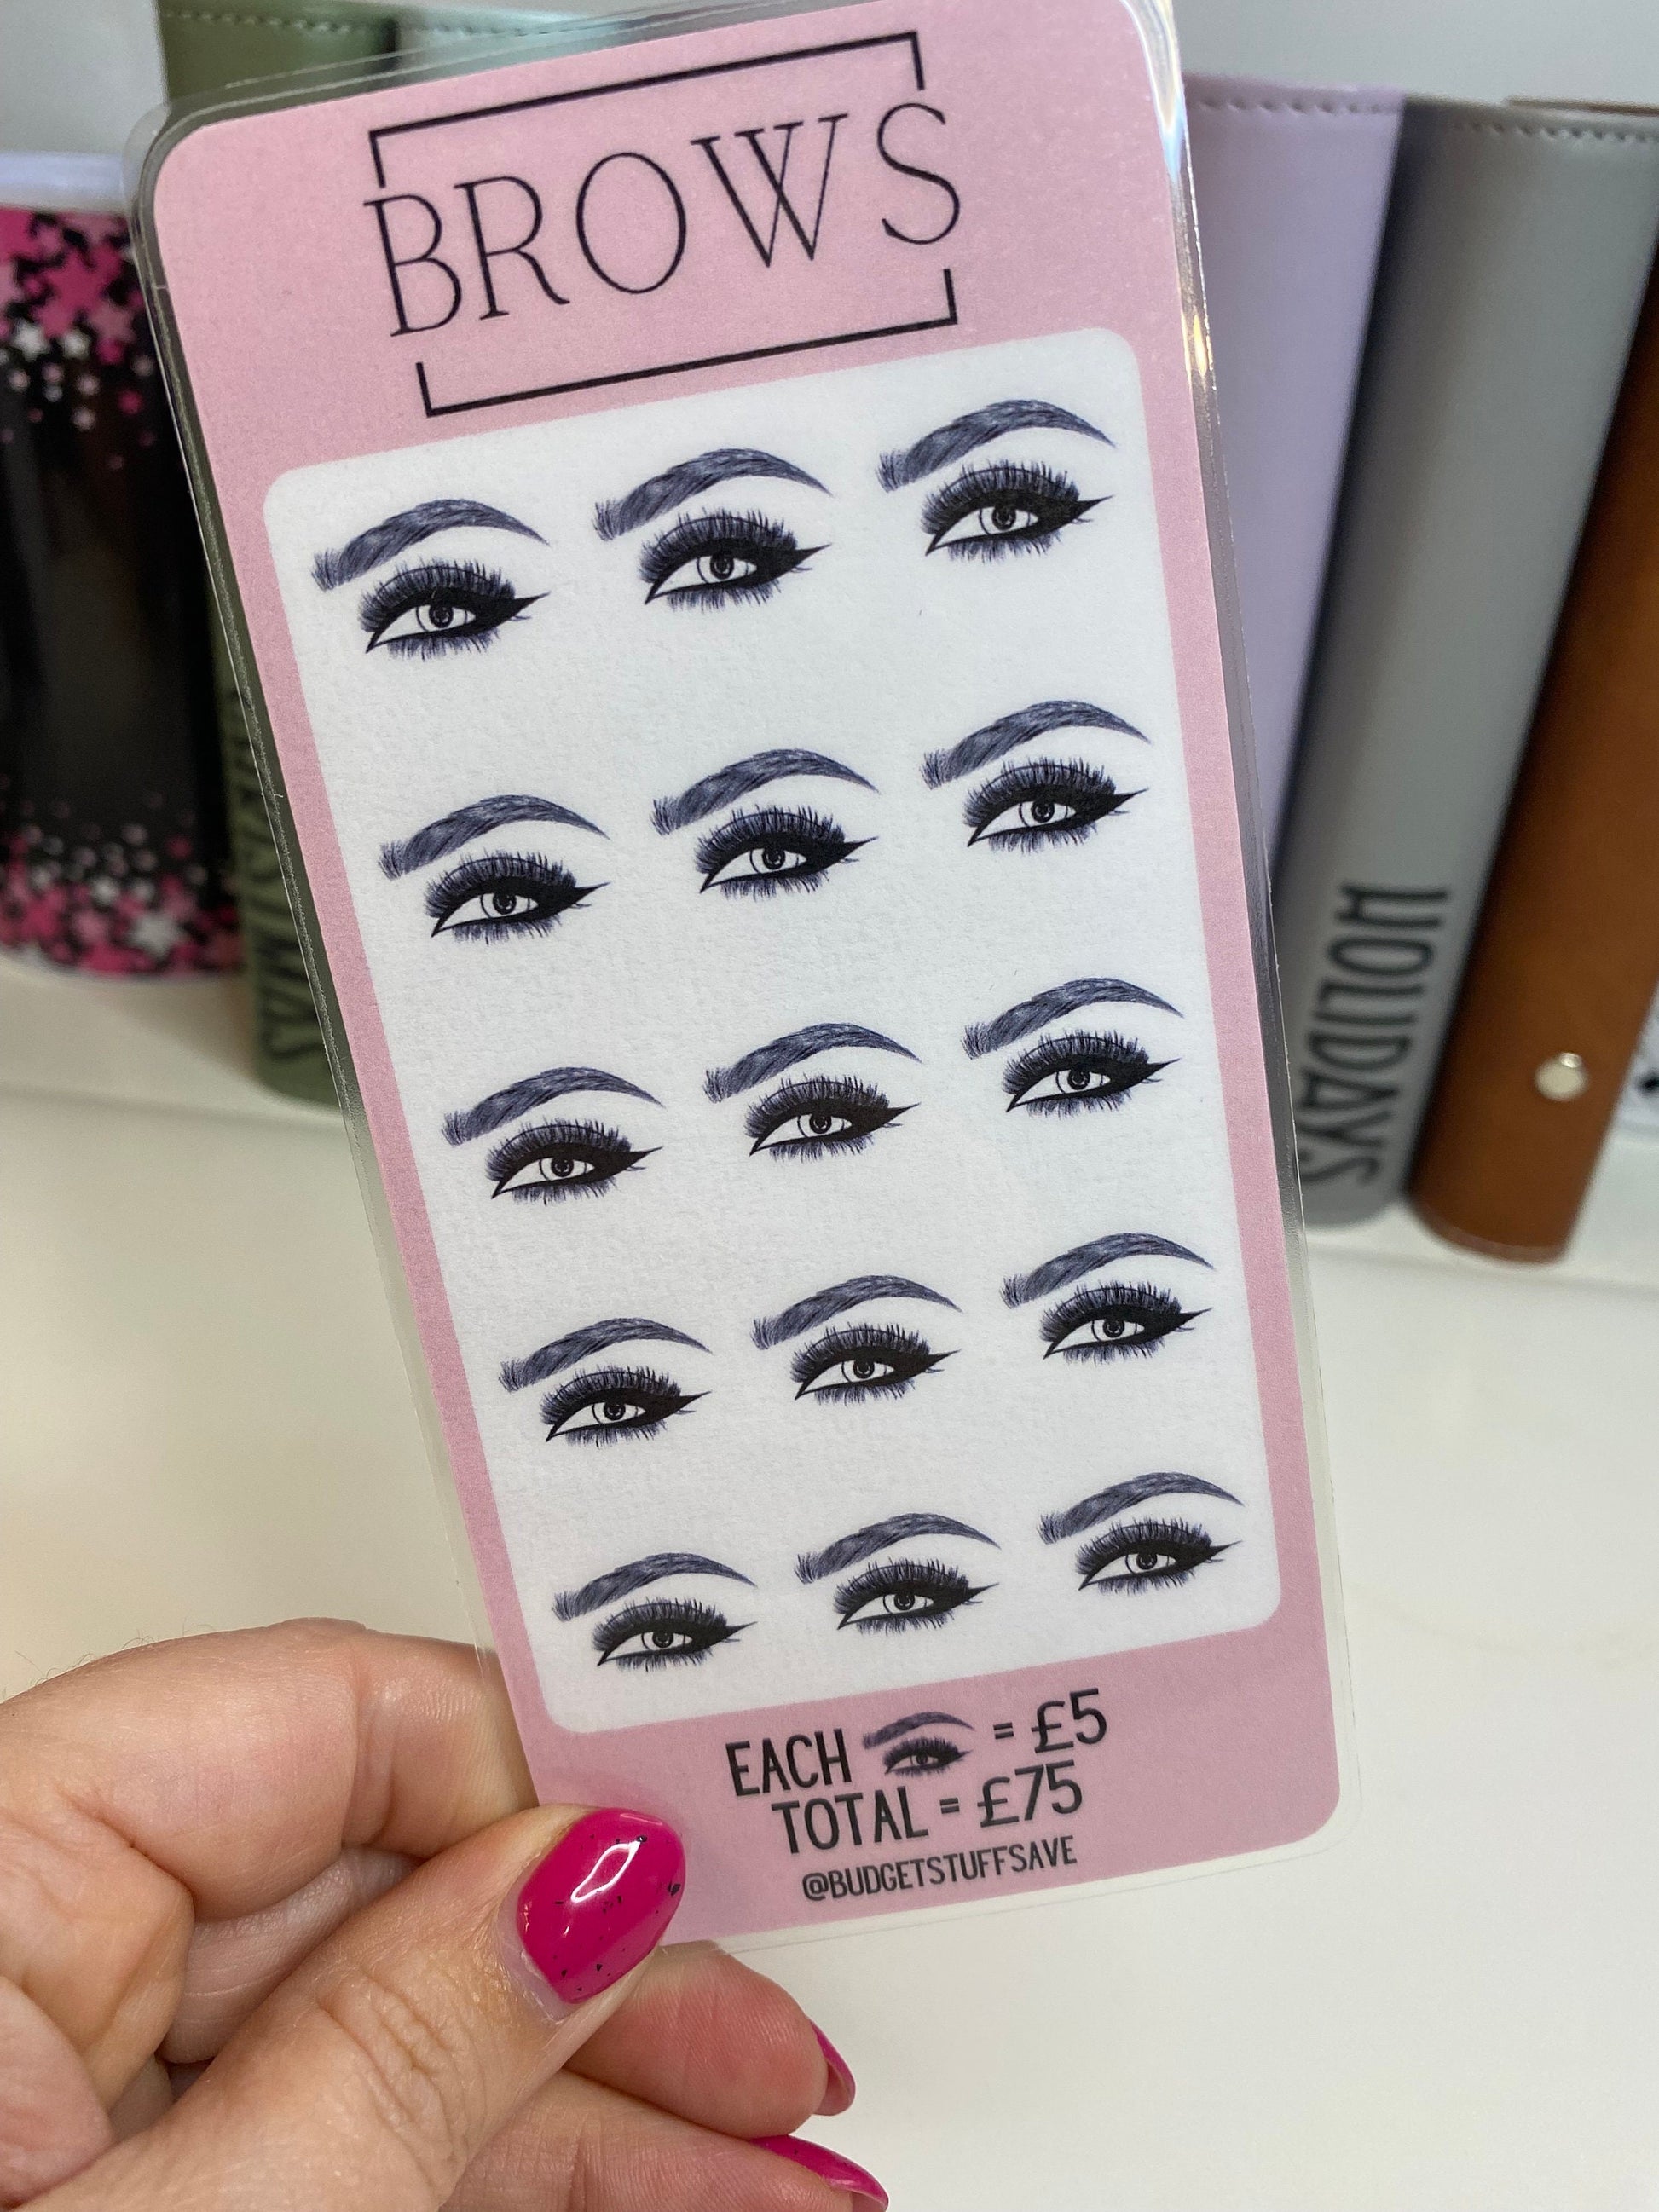 BROWS
EACH = £5
TOTAL = £75
@BUDGETSTUFFSAVE
HOLIDAYS